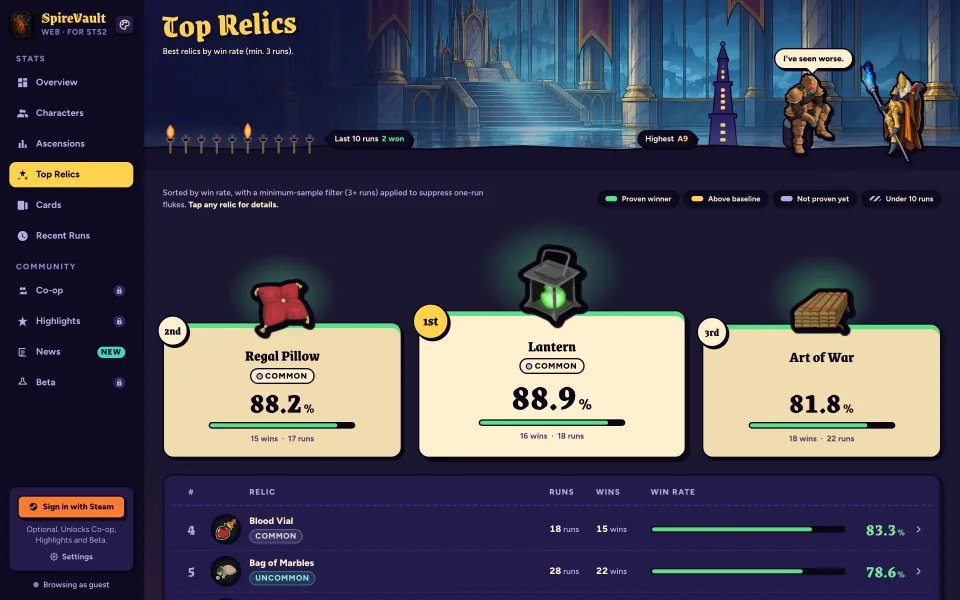 SpireVault
WEB · FOR STS2
STATS
Overview
Characters
Ascensions
Top Relics
Cards
Recent Runs
COMMUNITY
Co-op
Highlights
News NEW
Beta
Sign in with Steam
Optional. Unlocks Co-op,
Highlights and Beta.
Settings
Browsing as guest
Top Relics
Best relics by win rate (min. 3 runs).
I've seen worse.
Last 10 runs 2 won
Highest A9
Sorted by win rate, with a minimum-sample filter (3+ runs) applied to suppress one-run
flukes. Tap any relic for details.
Proven winner
Above baseline
Not proven yet
Under 10 runs
2nd
Regal Pillow
COMMON
88.2%
15 wins · 17 runs
1st
Lantern
COMMON
88.9%
16 wins · 18 runs
3rd
Art of War
81.8%
18 wins · 22 runs
# RELIC RUNS WINS WIN RATE
4 Blood Vial 18 runs 15 wins 83.3%
COMMON
5 Bag of Marbles 28 runs 22 wins 78.6%
UNCOMMON